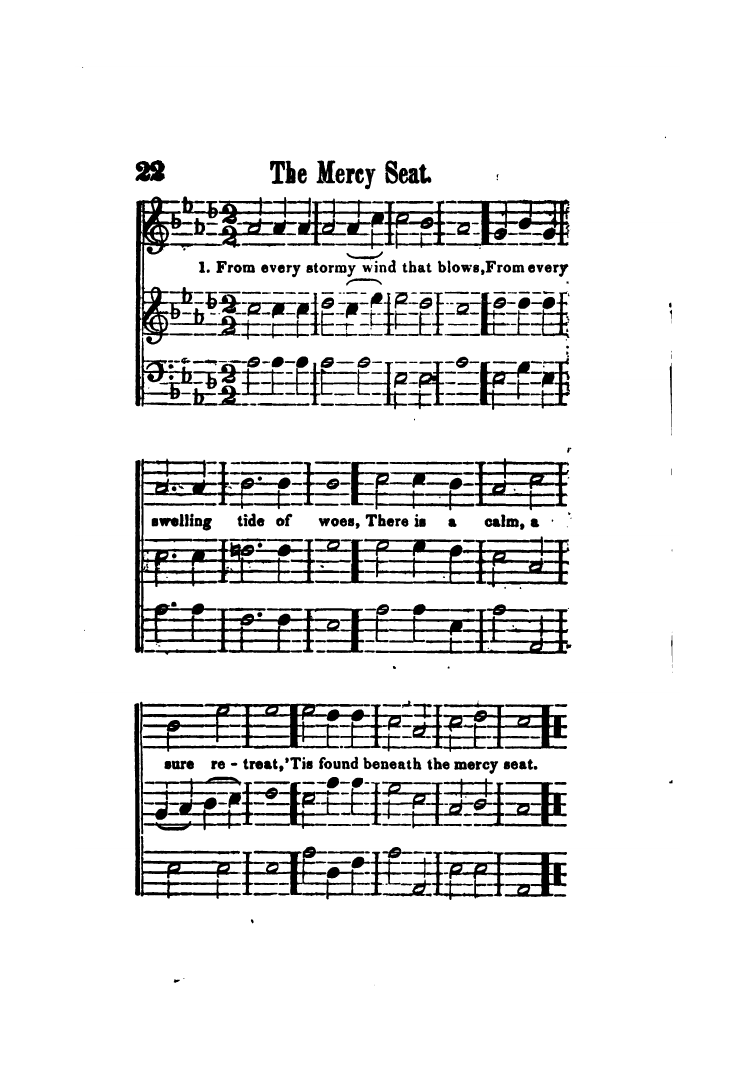 22 The Mercy Seat.
1. From every stormy wind that blows, From every
swelling tide of woes, There is a calm, a
sure re - treat, 'Tis found beneath the mercy seat.